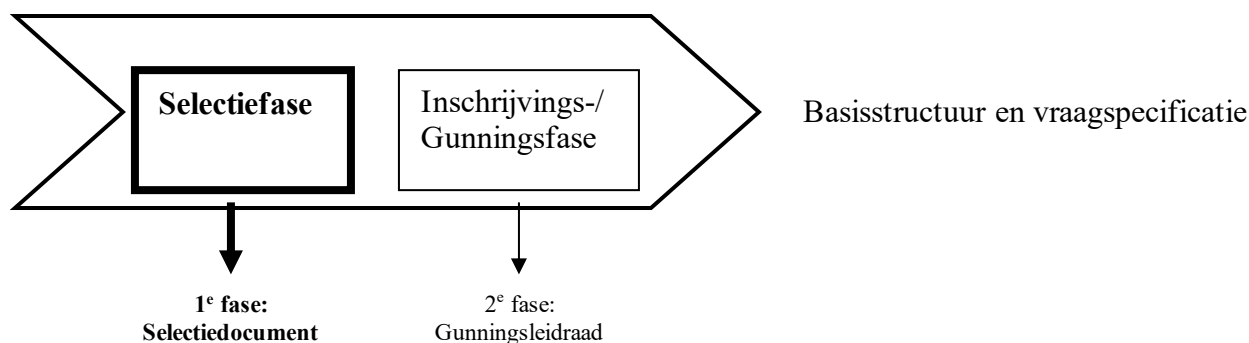 Selectiefase
Inschrijvings-/
Gunningsfase
Basisstructuur en vraagspecificatie
1e fase:
Selectiedocument
2e fase:
Gunningsleidraad